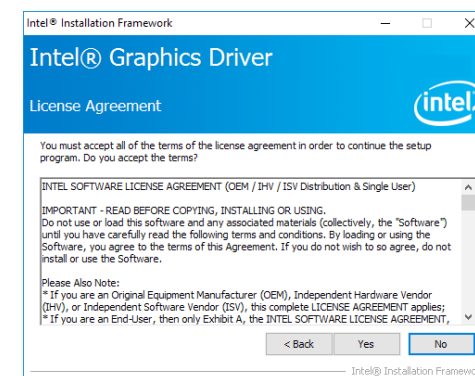 Intel® Installation Framework
Intel® Graphics Driver
License Agreement
intel
You must accept all of the terms of the license agreement in order to continue the setup
program. Do you accept the terms?
INTEL SOFTWARE LICENSE AGREEMENT (OEM / IHV / ISV Distribution & Single User)
IMPORTANT - READ BEFORE COPYING, INSTALLING OR USING.
Do not use or load this software and any associated materials (collectively, the "Software")
until you have carefully read the following terms and conditions. By loading or using the
Software, you agree to the terms of this Agreement. If you do not wish to so agree, do not
install or use the Software.
Please Also Note:
* If you are an Original Equipment Manufacturer (OEM), Independent Hardware Vendor
(IHV), or Independent Software Vendor (ISV), this complete LICENSE AGREEMENT applies;
* If you are an End-User, then only Exhibit A, the INTEL SOFTWARE LICENSE AGREEMENT,
< Back Yes No
Intel® Installation Framewo